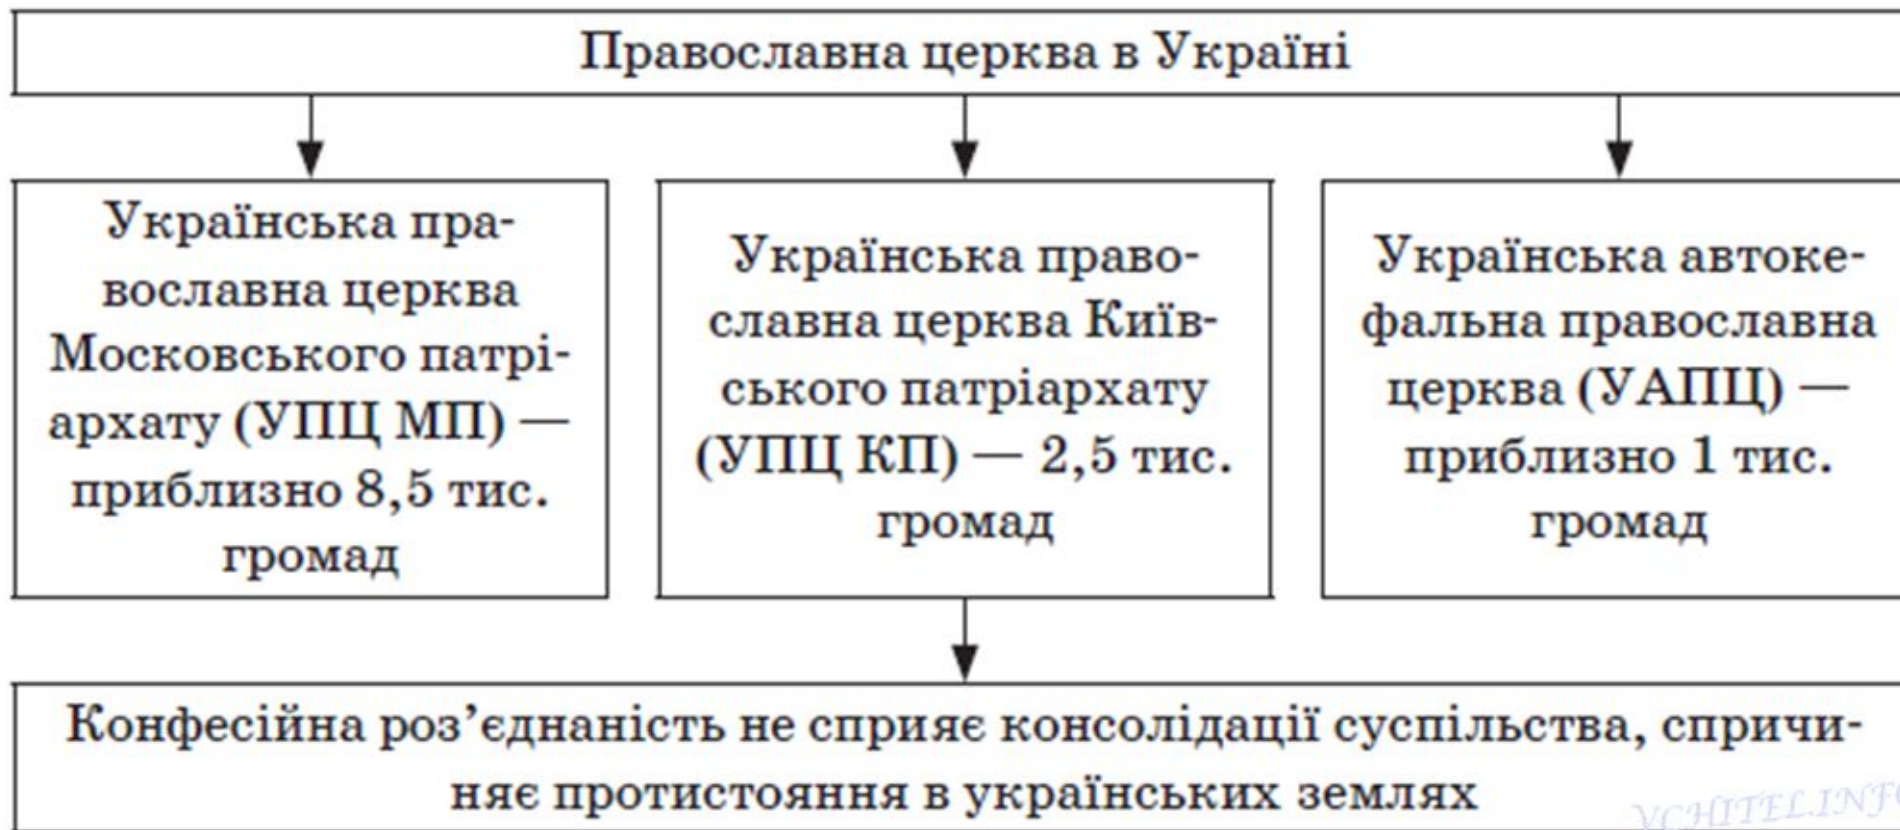 Православна церква в Україні
Українська пра-
вославна церква
Московського патрі-
архату (УПЦ МП) —
приблизно 8,5 тис.
громад
Українська право-
славна церква Київ-
ського патріархату
(УПЦ КП) — 2,5 тис.
громад
Українська автоке-
фальна православна
церква (УАПЦ) —
приблизно 1 тис.
громад
Конфесійна роз’єднаність не сприяє консолідації суспільства, спричи-
няє протистояння в українських землях
YCHITEL.INFO